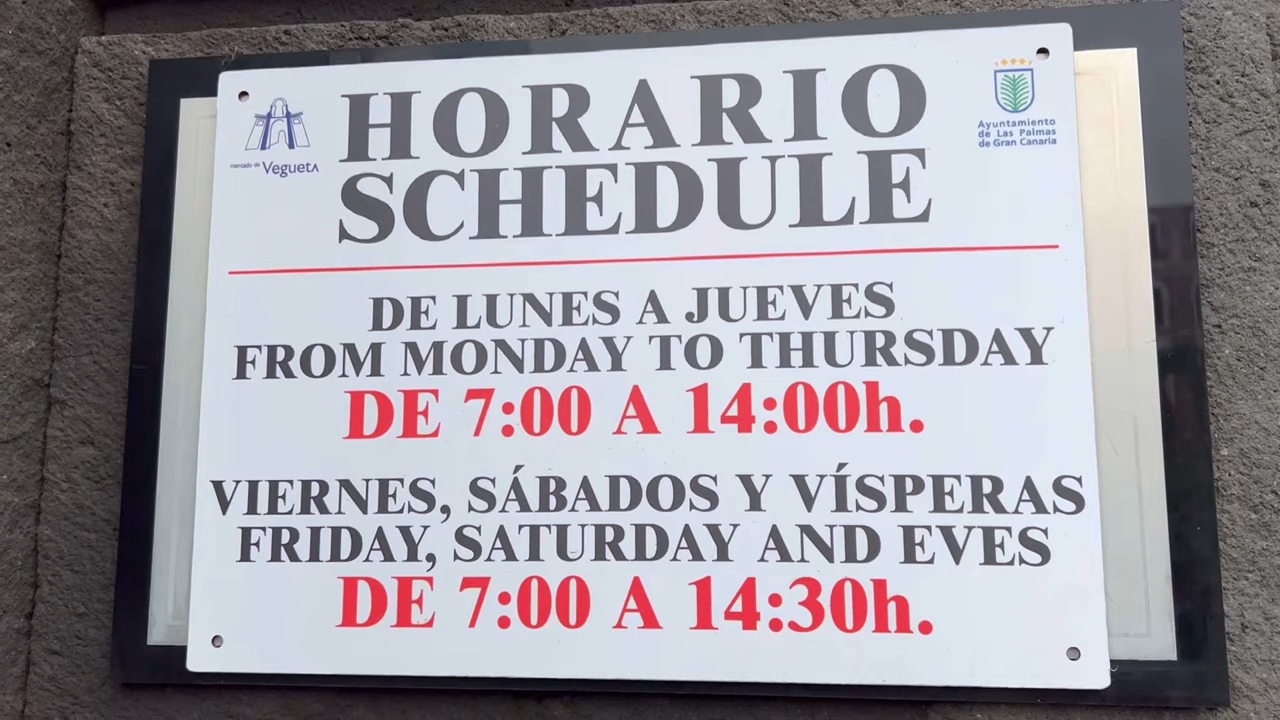 mercado de
Vegueta
HORARIO
SCHEDULE
Ayuntamiento
de Las Palmas
de Gran Canaria
DE LUNES A JUEVES
FROM MONDAY TO THURSDAY
DE 7:00 A 14:00h.
VIERNES, SÁBADOS Y VÍSPERAS
FRIDAY, SATURDAY AND EVES
DE 7:00 A 14:30h.